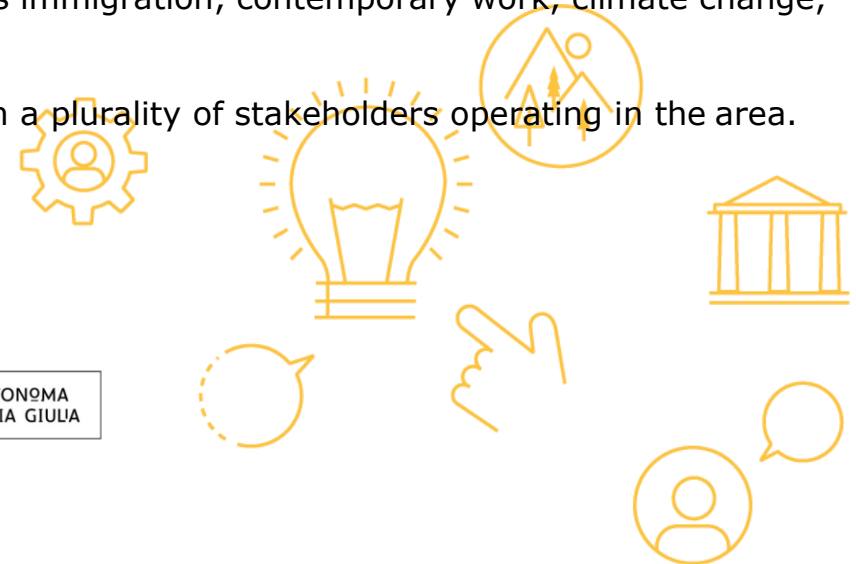 s immigration, contemporary work, climate change,
a plurality of stakeholders operating in the area.
ONOMA
IA GIULIA